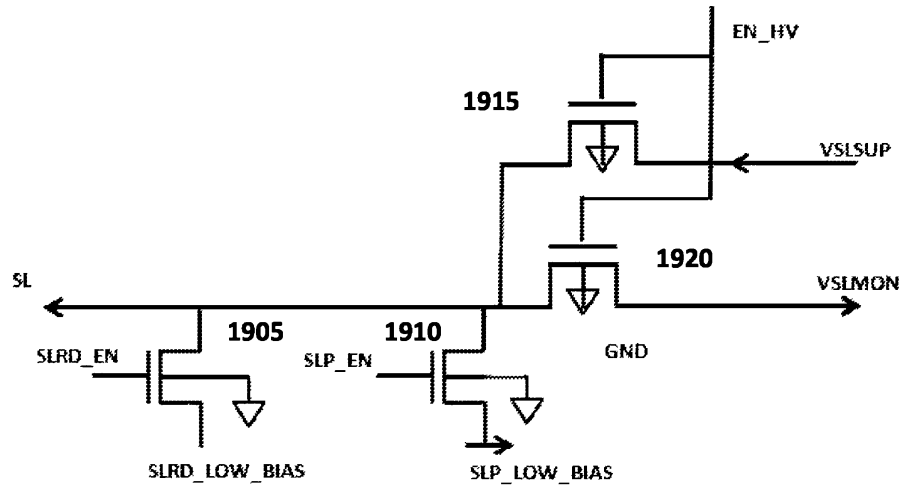 EN_HV
1915
VSLSUP
1920
SL
VSLMON
1905
1910
SLRD_EN
SLP_EN
GND
SLRD_LOW_BIAS
SLP_LOW_BIAS